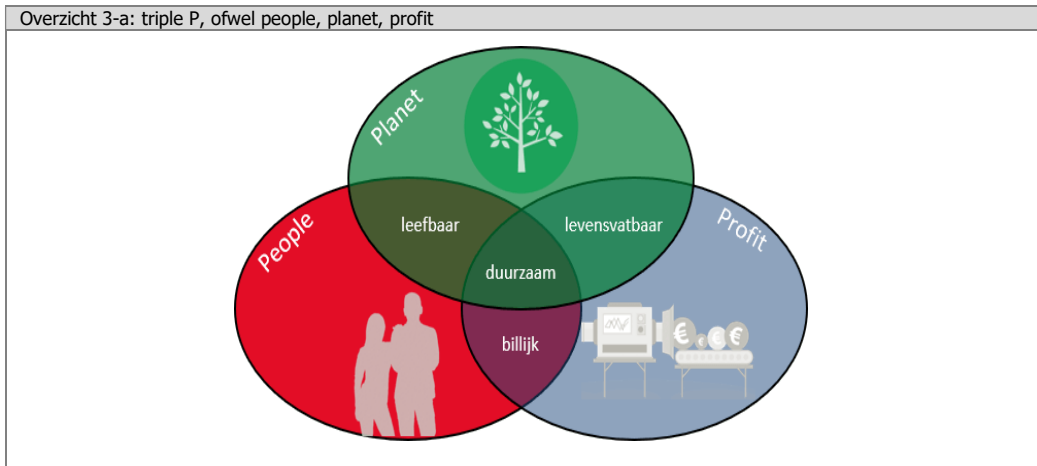 Overzicht 3-a: triple P, ofwel people, planet, profit
Planet
People
leefbaar
levensvatbaar
Profit
duurzaam
billijk
€ € € €